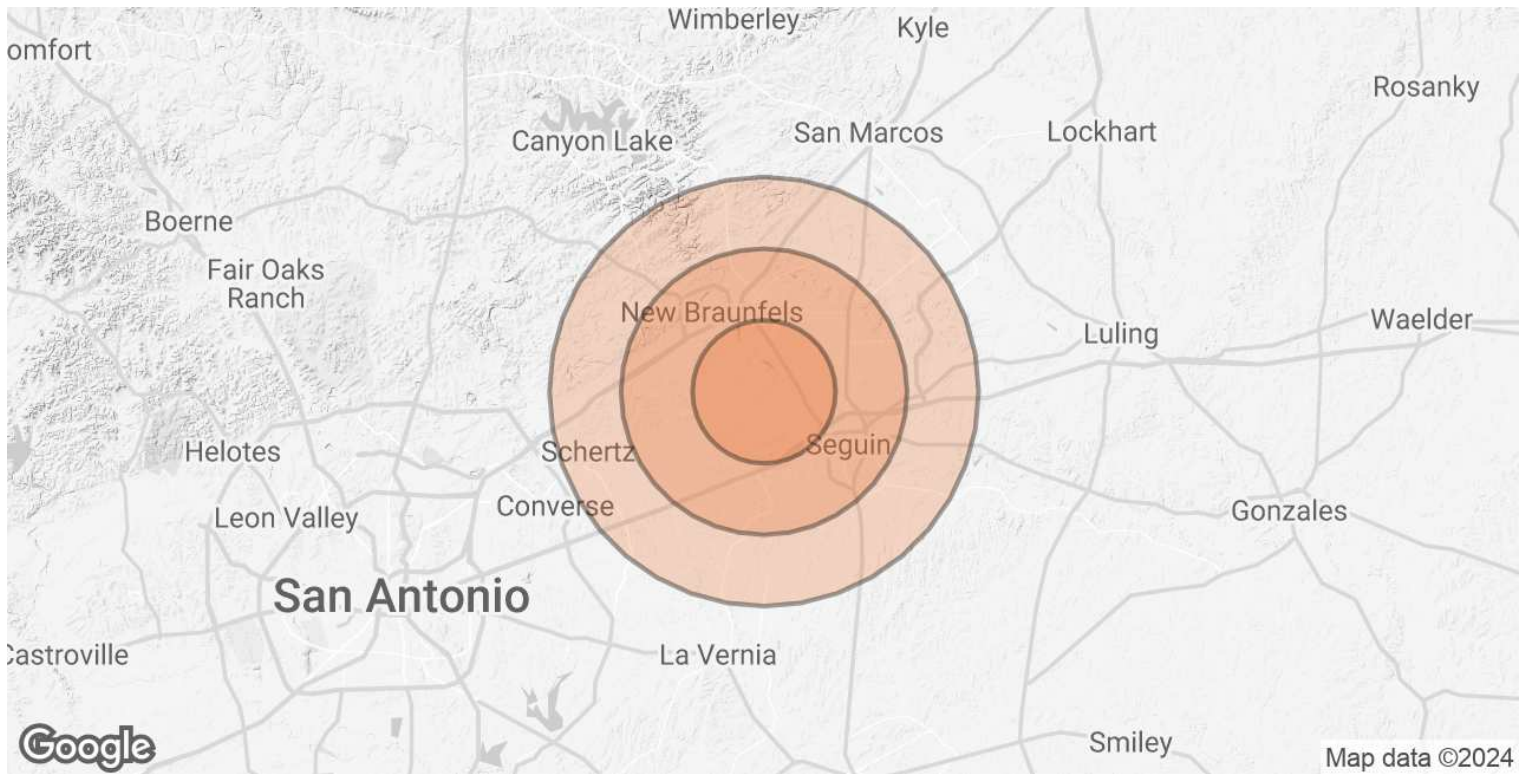 Wimberley
Kyle
omfort
Rosanky
Canyon Lake
San Marcos
Lockhart
Boerne
Fair Oaks
Ranch
New Braunfels
Waelder
Luling
Helotes
Schertz
Seguin
Converse
Leon Valley
Gonzales
San Antonio
Castroville
La Vernia
Smiley
Google
Map data ©2024